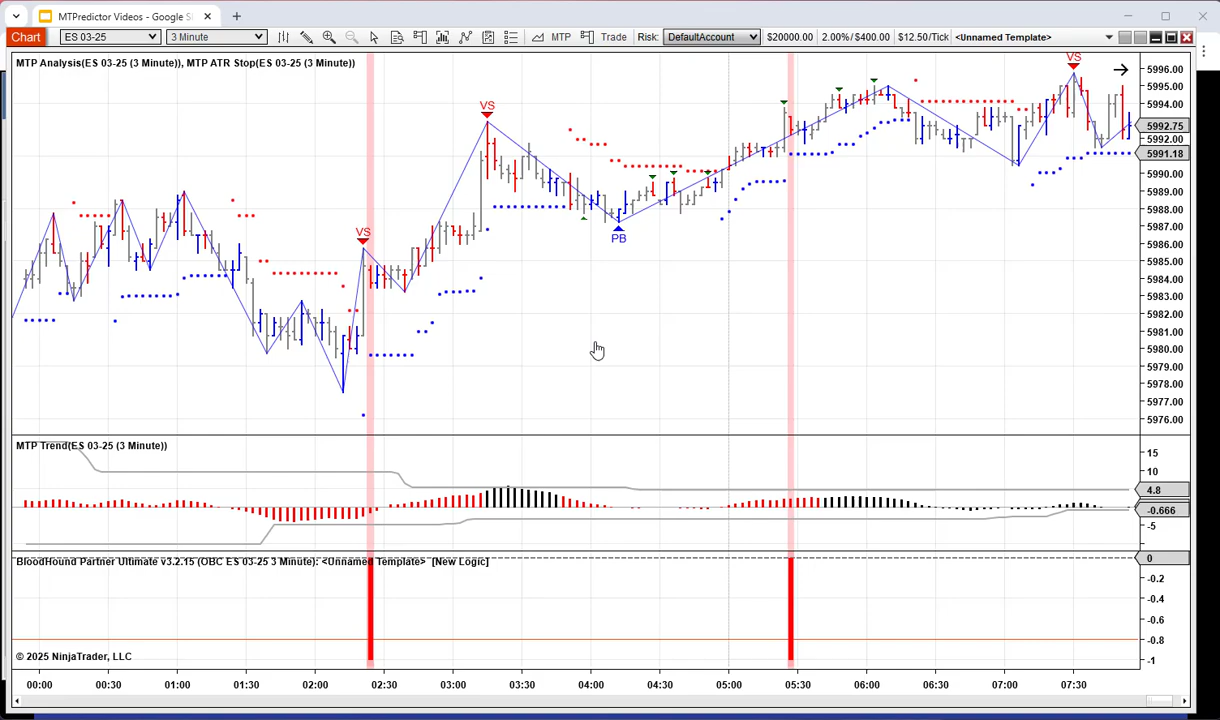 MTPredictor Videos - Google Sl
Chart
ES 03-25
3 Minute
MTP
Trade
Risk:
DefaultAccount
$20000.00
2.00%/$400.00
$12.50/Tick
<Unnamed Template>
MTP Analysis(ES 03-25 (3 Minute)), MTP ATR Stop(ES 03-25 (3 Minute))
VS
VS
VS
PB
5996.00
5995.00
5994.00
5992.75
5992.00
5991.18
5990.00
5989.00
5988.00
5987.00
5986.00
5985.00
5984.00
5983.00
5982.00
5981.00
5980.00
5979.00
5978.00
5977.00
5976.00
MTP Trend(ES 03-25 (3 Minute))
15
10
4.8
-0.666
-5
BloodHound Partner Ultimate v3.2.15 (OBC ES 03-25 3 Minute): <Unnamed Template> [New Logic]
0
-0.2
-0.4
-0.6
-0.8
-1
© 2025 NinjaTrader, LLC
00:00
00:30
01:00
01:30
02:00
02:30
03:00
03:30
04:00
04:30
05:00
05:30
06:00
06:30
07:00
07:30